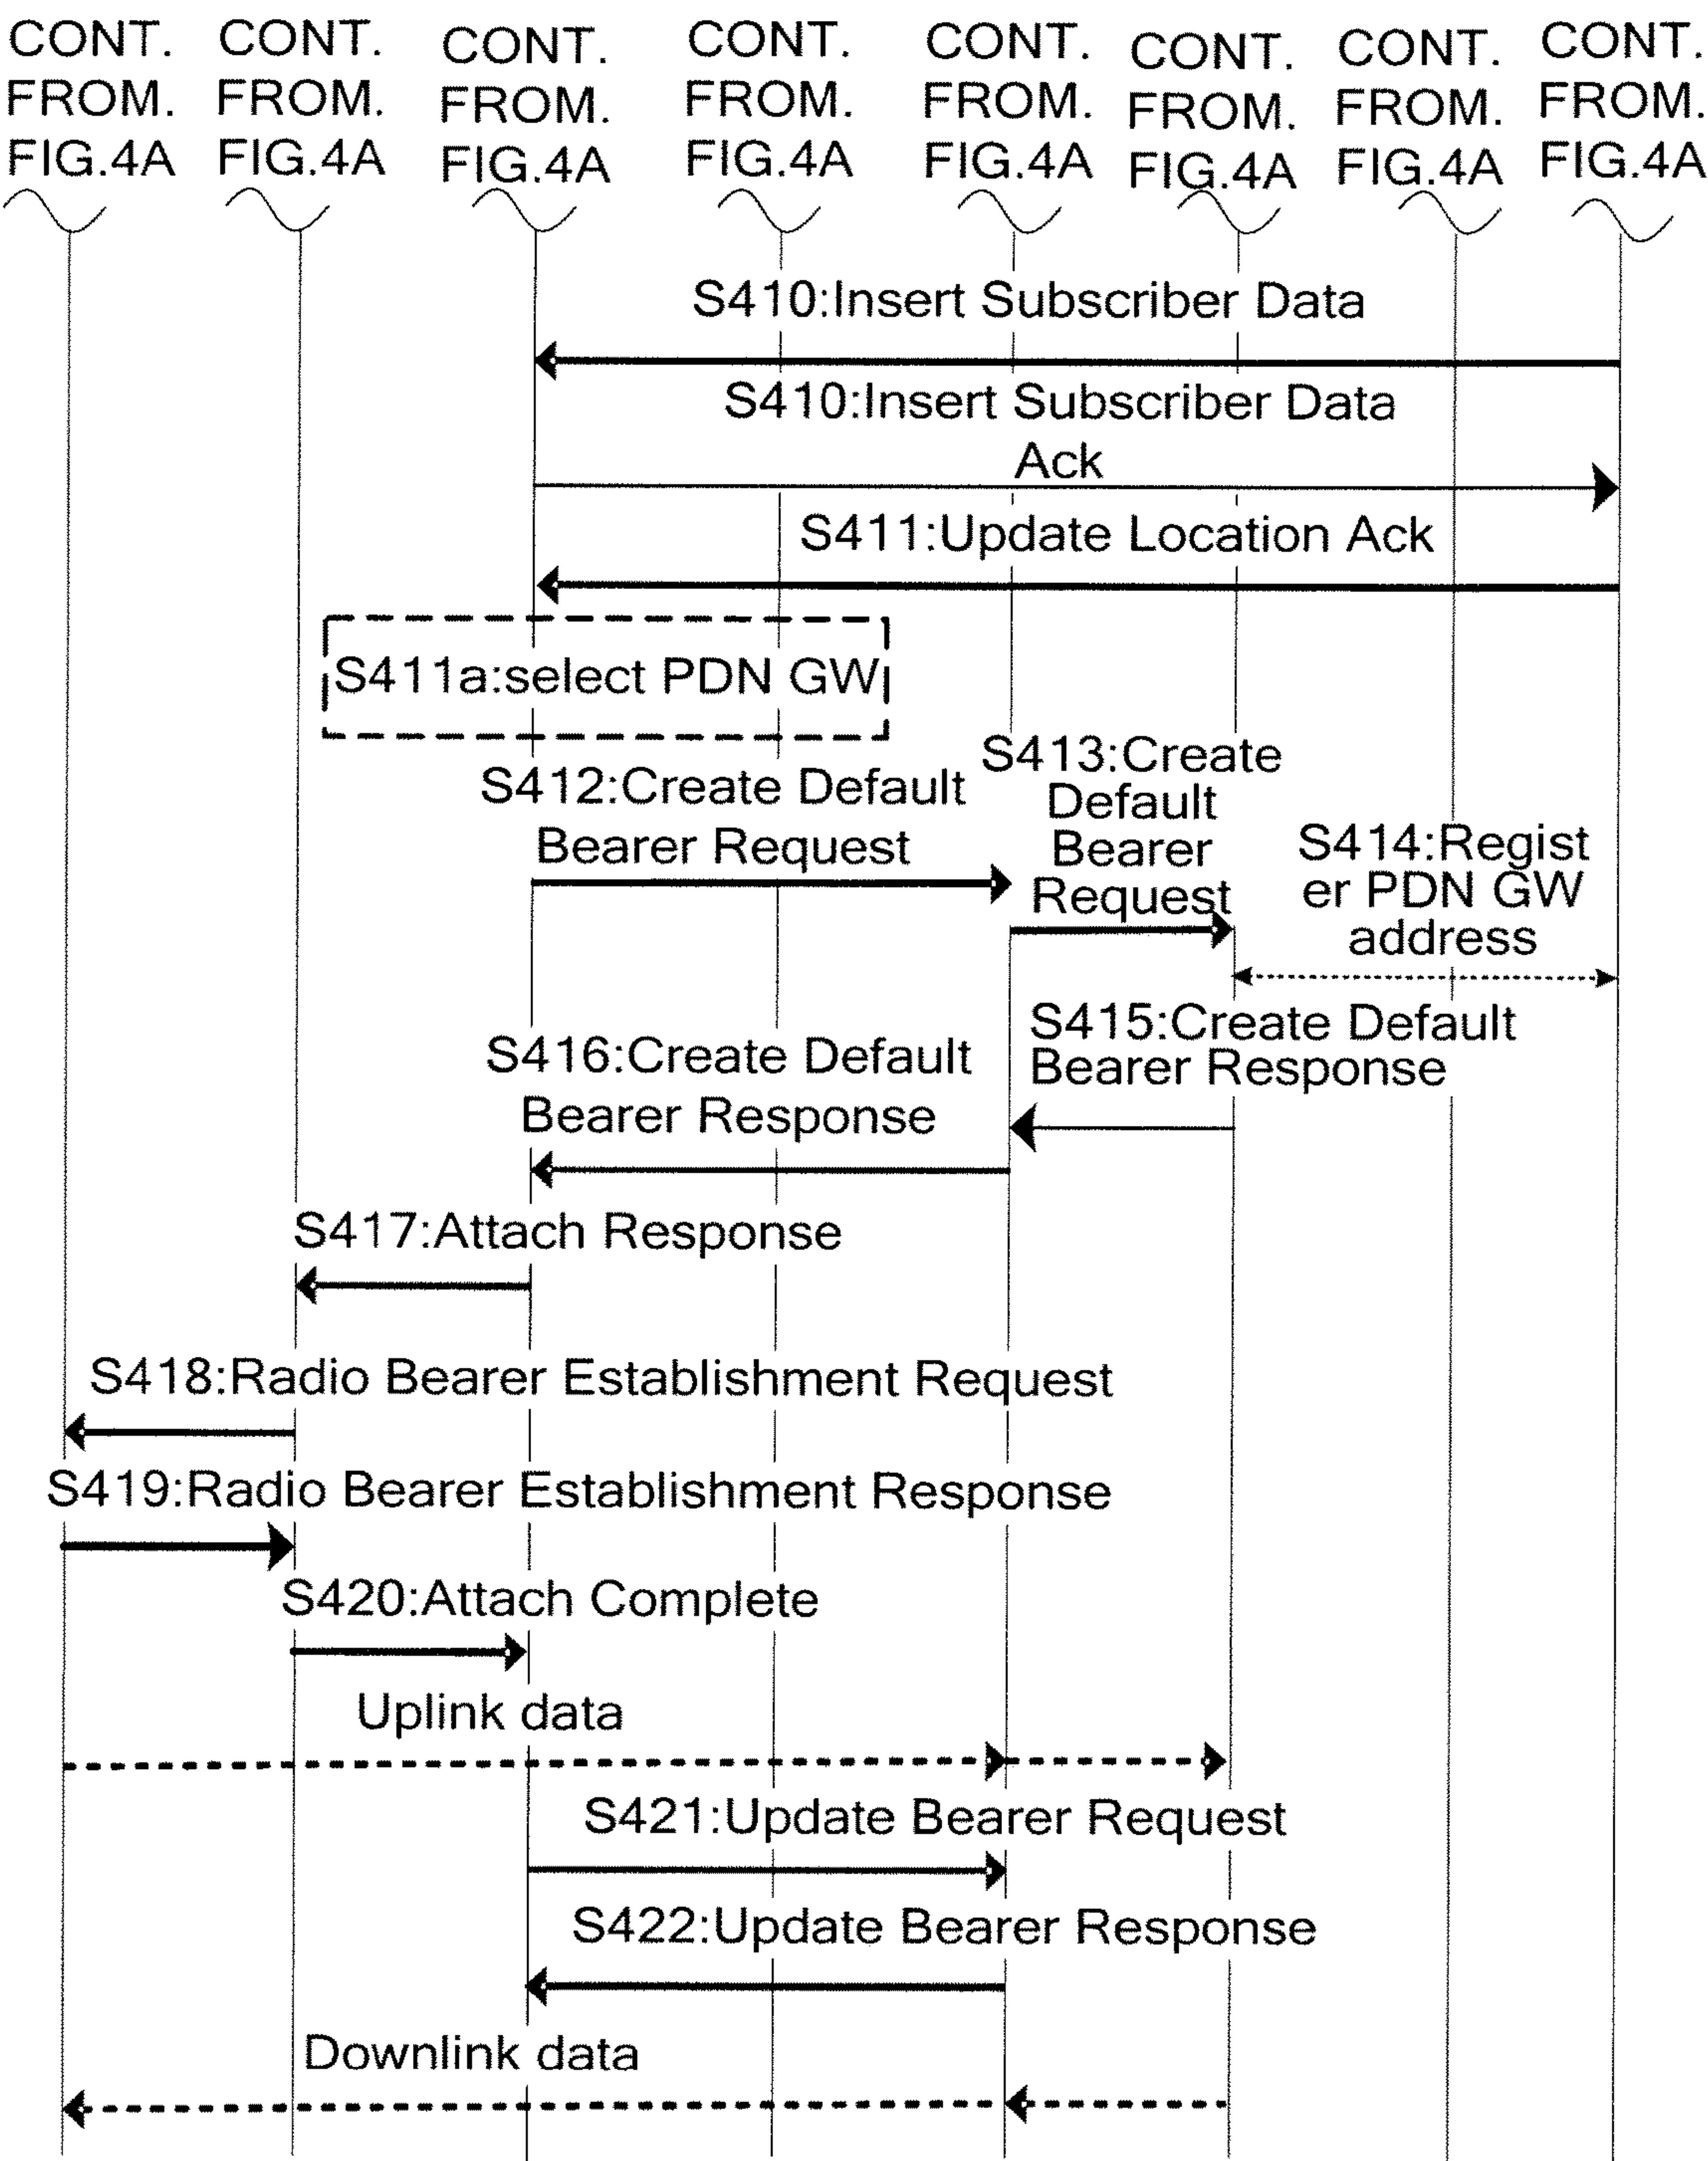 CONT. FROM. FIG.4A
CONT. FROM. FIG.4A
CONT. FROM. FIG.4A
CONT. FROM. FIG.4A
CONT. FROM. FIG.4A
CONT. FROM. FIG.4A
CONT. FROM. FIG.4A
CONT. FROM. FIG.4A
S410:Insert Subscriber Data
S410:Insert Subscriber Data
Ack
S411:Update Location Ack
S411a:select PDN GW
S412:Create Default
Bearer Request
S413:Create
Default
Bearer
Request
S414:Regist
er PDN GW
address
S415:Create Default
Bearer Response
S416:Create Default
Bearer Response
S417:Attach Response
S418:Radio Bearer Establishment Request
S419:Radio Bearer Establishment Response
S420:Attach Complete
Uplink data
S421:Update Bearer Request
S422:Update Bearer Response
Downlink data